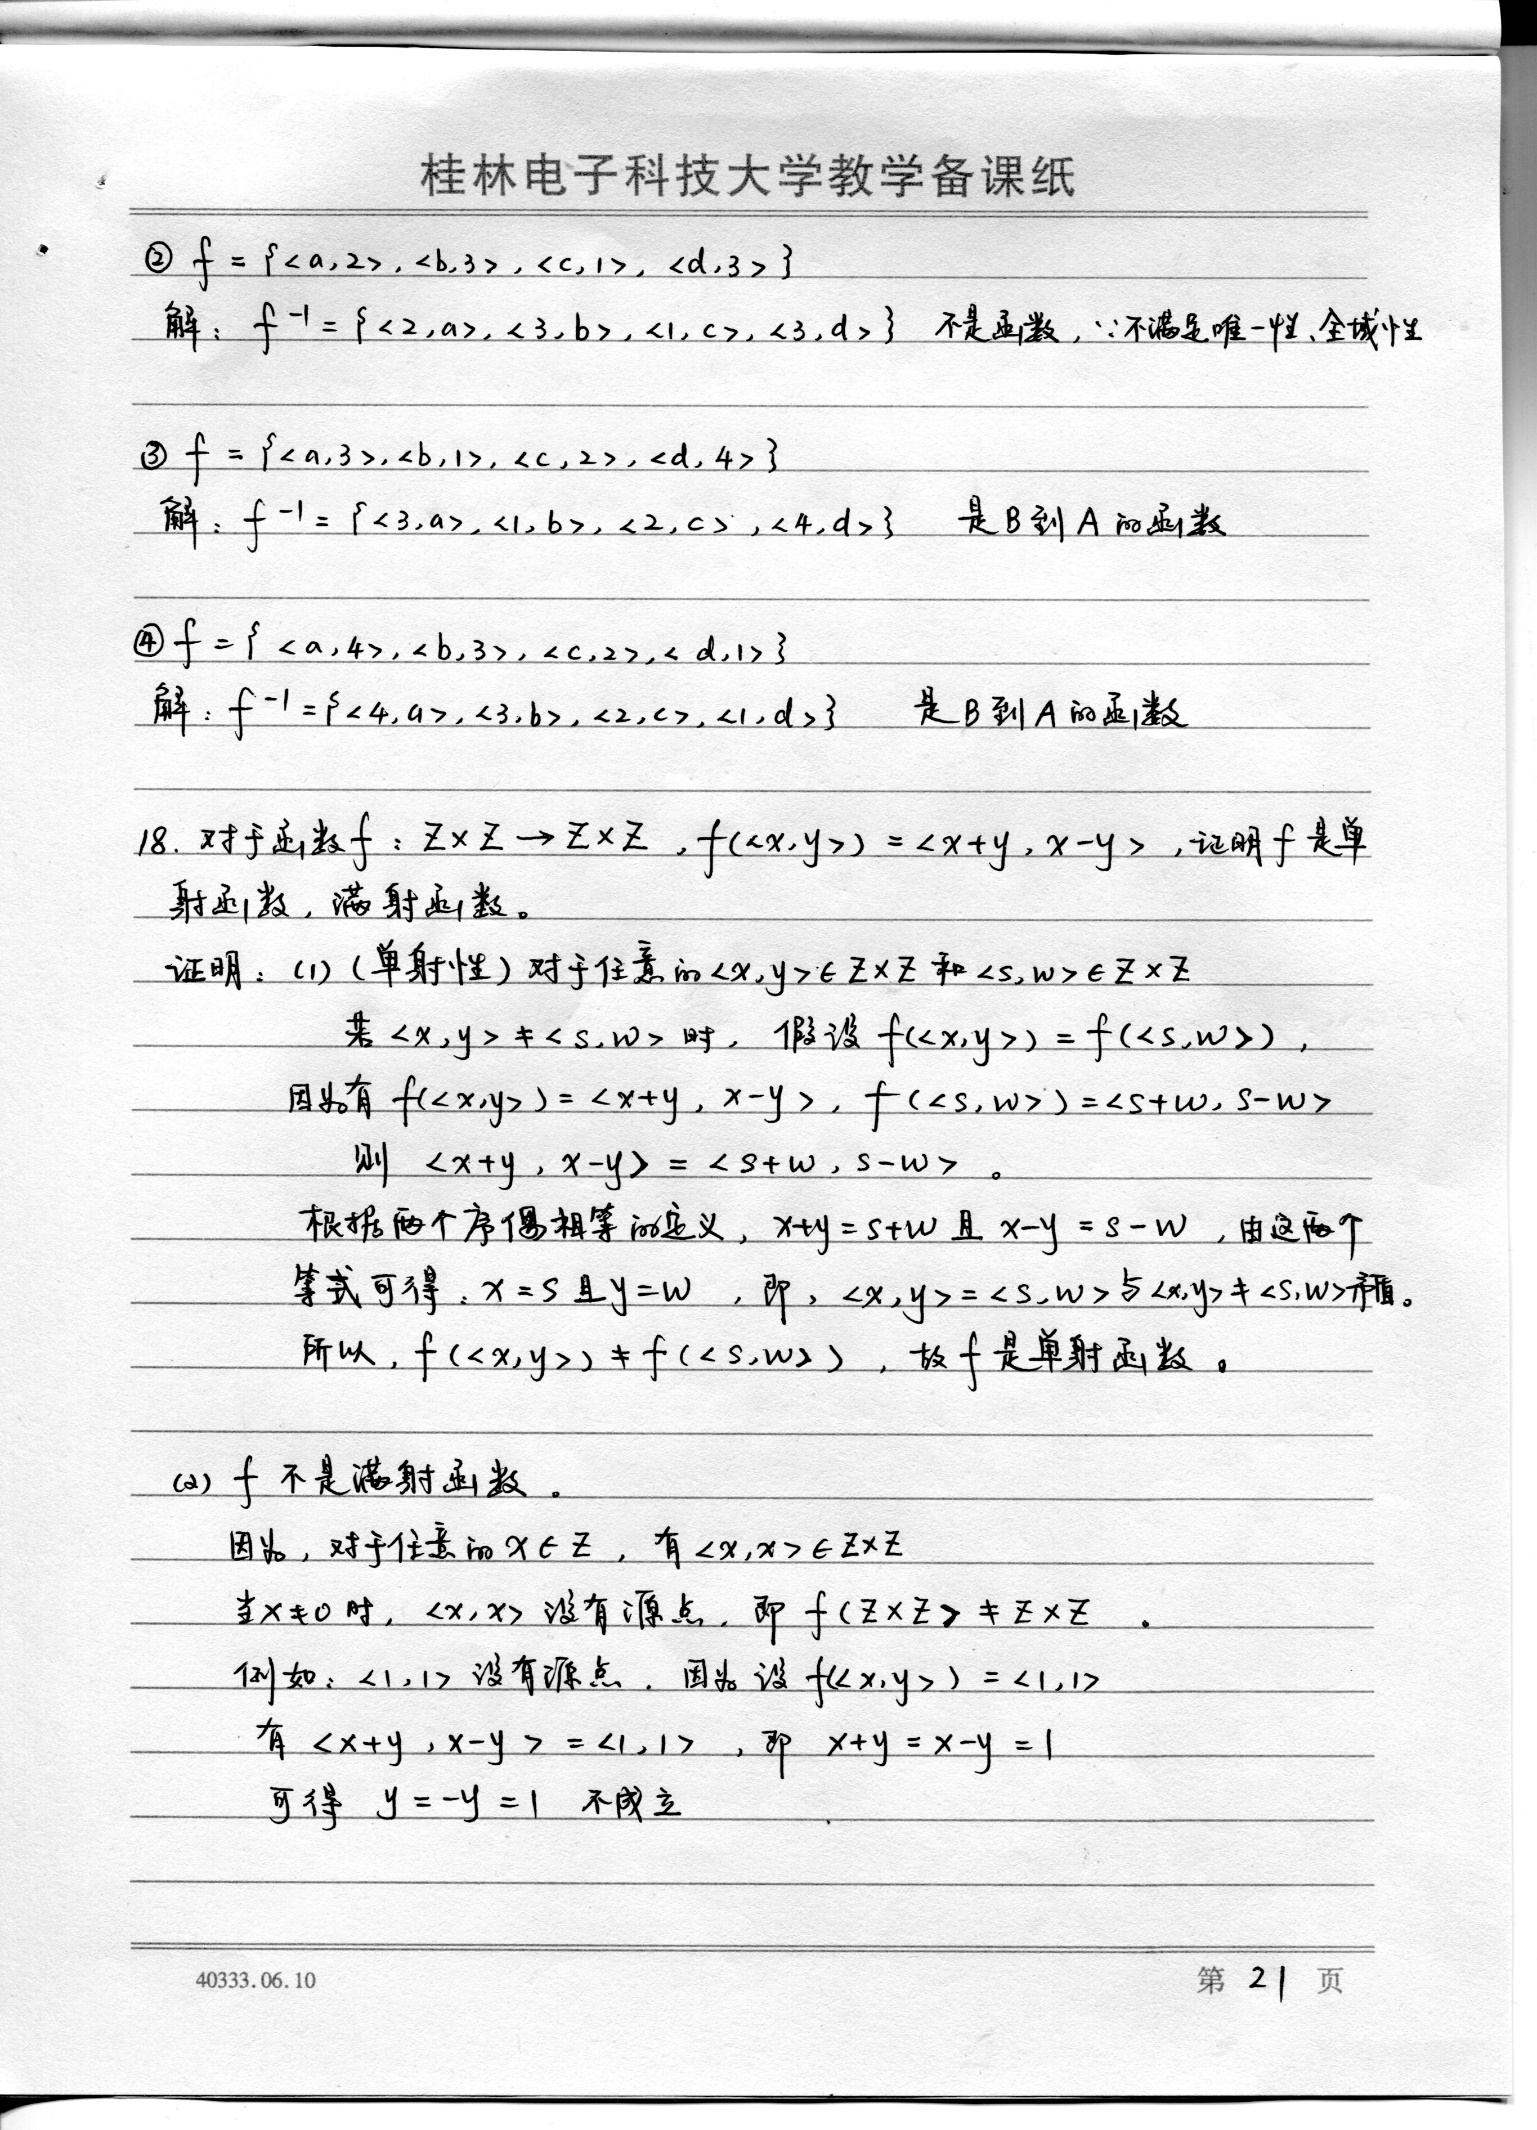 桂林电子科技大学教学备课纸
② f = {<a,2>,<b,3>,<c,1>,<d,3>}
解: f⁻¹ = {<2,a>,<3,b>,<1,c>,<3,d>} 不是函数,∵不满足唯一性、全域性
③ f = {<a,3>,<b,1>,<c,2>,<d,4>}
解: f⁻¹ = {<3,a>,<1,b>,<2,c>,<4,d>} 是B到A的函数
④ f = {<a,4>,<b,3>,<c,2>,<d,1>}
解: f⁻¹ = {<4,a>,<3,b>,<2,c>,<1,d>} 是B到A的函数
18. 对于函数f:Z×Z→Z×Z,f(<x,y>)=<x+y,x-y>,证明f是单
射函数,满射函数。
证明:(1)(单射性)对于任意的<x,y>∈Z×Z和<s,w>∈Z×Z
若<x,y>≠<s,w>时,假设f(<x,y>)=f(<s,w>),
因为有f(<x,y>)=<x+y,x-y>,f(<s,w>)=<s+w,s-w>
则 <x+y,x-y>=<s+w,s-w>。
根据两个序偶相等的定义,x+y=s+w且x-y=s-w,由这两个
等式可得:x=s且y=w,即,<x,y>=<s,w>与<x,y>≠<s,w>矛盾。
所以,f(<x,y>)≠f(<s,w>),故f是单射函数。
(2) f 不是满射函数.
因为,对于任意的x∈Z,有<x,x>∈Z×Z
当x≠0时,<x,x>没有源点,即f(Z×Z>≠Z×Z.
例如:<1,1>没有源点.因为设f(<x,y>)=<1,1>
有<x+y,x-y>=<1,1>,即 x+y=x-y=1
可得 y=-y=1 不成立
40333.06.10
第 21 页